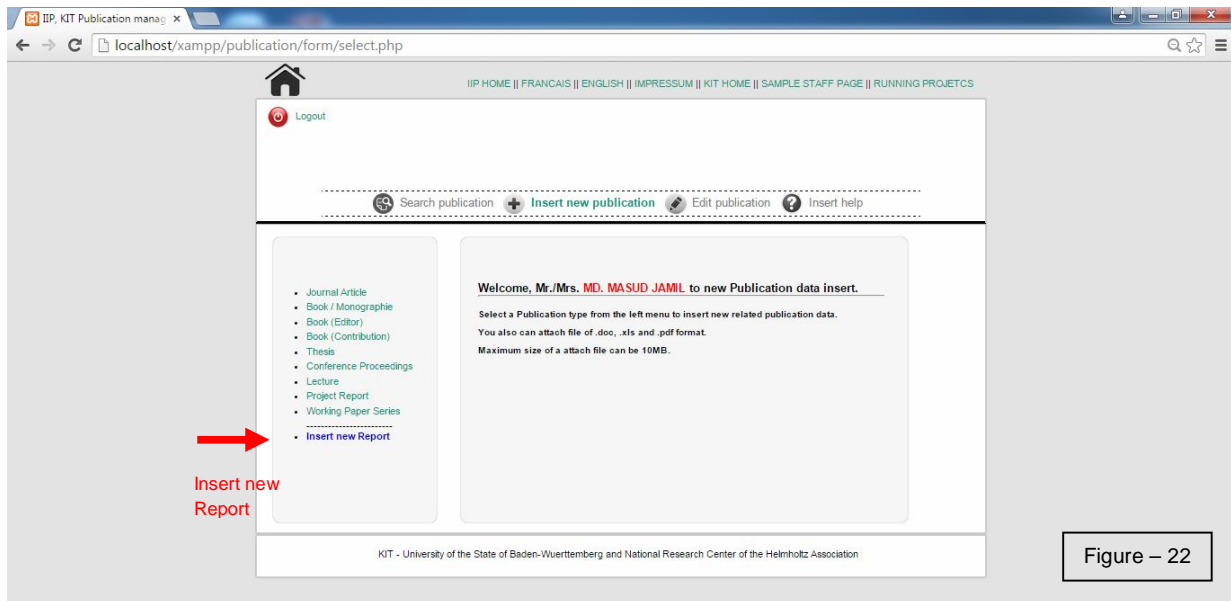 IIP, KIT Publication manag
localhost/xampp/publication/form/select.php
IIP HOME || FRANCAIS || ENGLISH || IMPRESSUM || KIT HOME || SAMPLE STAFF PAGE || RUNNING PROJETCS
Logout
Search publication Insert new publication Edit publication Insert help
Journal Article
Book / Monographie
Book (Editor)
Book (Contribution)
Thesis
Conference Proceedings
Lecture
Project Report
Working Paper Series
------------------------
Insert new Report
Welcome, Mr./Mrs. MD. MASUD JAMIL to new Publication data insert.
Select a Publication type from the left menu to insert new related publication data.
You also can attach file of .doc, .xls and .pdf format.
Maximum size of a attach file can be 10MB.
Insert new
Report
KIT - University of the State of Baden-Wuerttemberg and National Research Center of the Helmholtz Association
Figure – 22